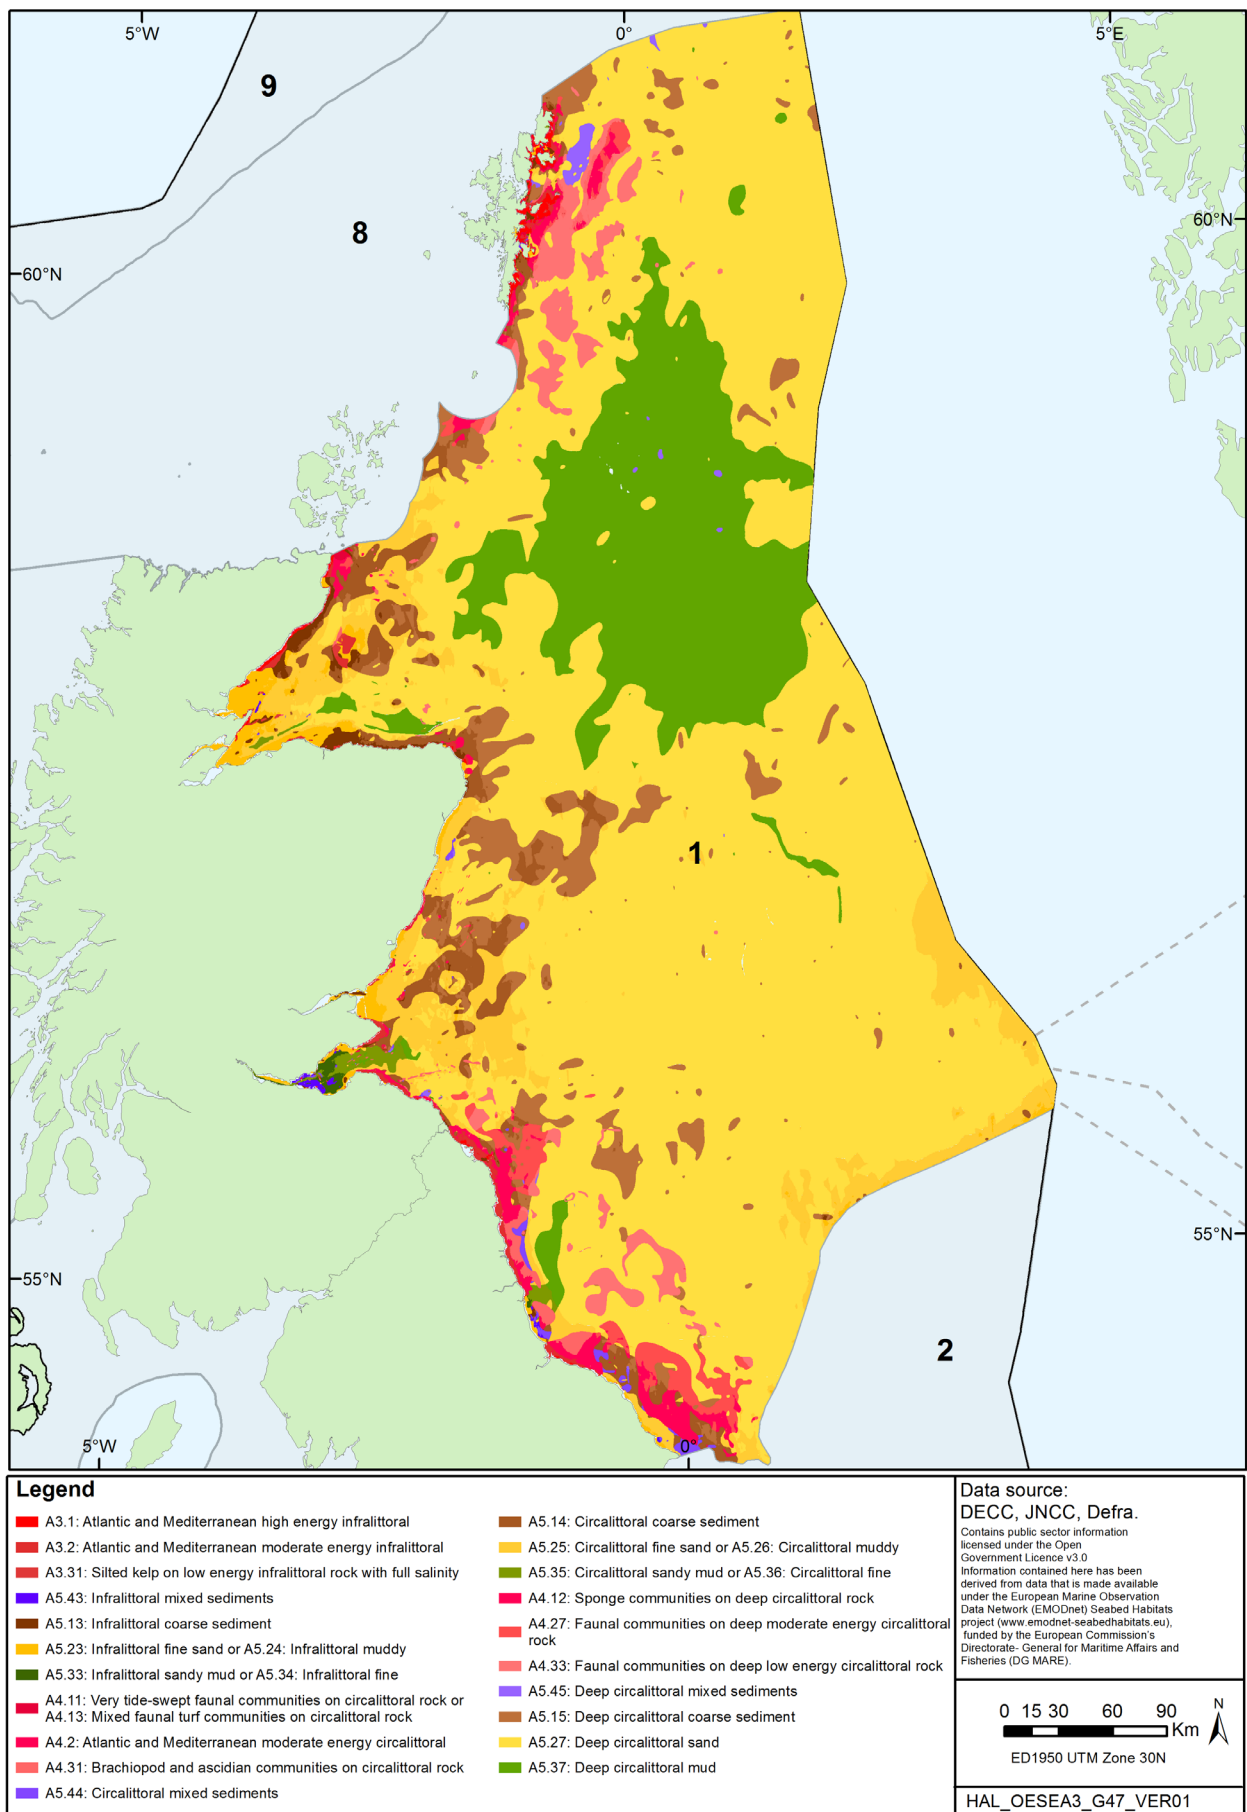 5°W
0°
5°E
9
8
60°N
60°N
1
55°N
55°N
2
5°W
0°
Legend
A3.1: Atlantic and Mediterranean high energy infralittoral
A3.2: Atlantic and Mediterranean moderate energy infralittoral
A3.31: Silted kelp on low energy infralittoral rock with full salinity
A5.43: Infralittoral mixed sediments
A5.13: Infralittoral coarse sediment
A5.23: Infralittoral fine sand or A5.24: Infralittoral muddy
A5.33: Infralittoral sandy mud or A5.34: Infralittoral fine
A4.11: Very tide-swept faunal communities on circalittoral rock or
A4.13: Mixed faunal turf communities on circalittoral rock
A4.2: Atlantic and Mediterranean moderate energy circalittoral
A4.31: Brachiopod and ascidian communities on circalittoral rock
A5.44: Circalittoral mixed sediments
A5.14: Circalittoral coarse sediment
A5.25: Circalittoral fine sand or A5.26: Circalittoral muddy
A5.35: Circalittoral sandy mud or A5.36: Circalittoral fine
A4.12: Sponge communities on deep circalittoral rock
A4.27: Faunal communities on deep moderate energy circalittoral
rock
A4.33: Faunal communities on deep low energy circalittoral rock
A5.45: Deep circalittoral mixed sediments
A5.15: Deep circalittoral coarse sediment
A5.27: Deep circalittoral sand
A5.37: Deep circalittoral mud
Data source:
DECC, JNCC, Defra.
Contains public sector information
licensed under the Open
Government Licence v3.0
Information contained here has been
derived from data that is made available
under the European Marine Observation
Data Network (EMODnet) Seabed Habitats
project (www.emodnet-seabedhabitats.eu),
funded by the European Commission's
Directorate- General for Maritime Affairs and
Fisheries (DG MARE).
0 15 30 60 90
Km
N
ED1950 UTM Zone 30N
HAL_OESEA3_G47_VER01